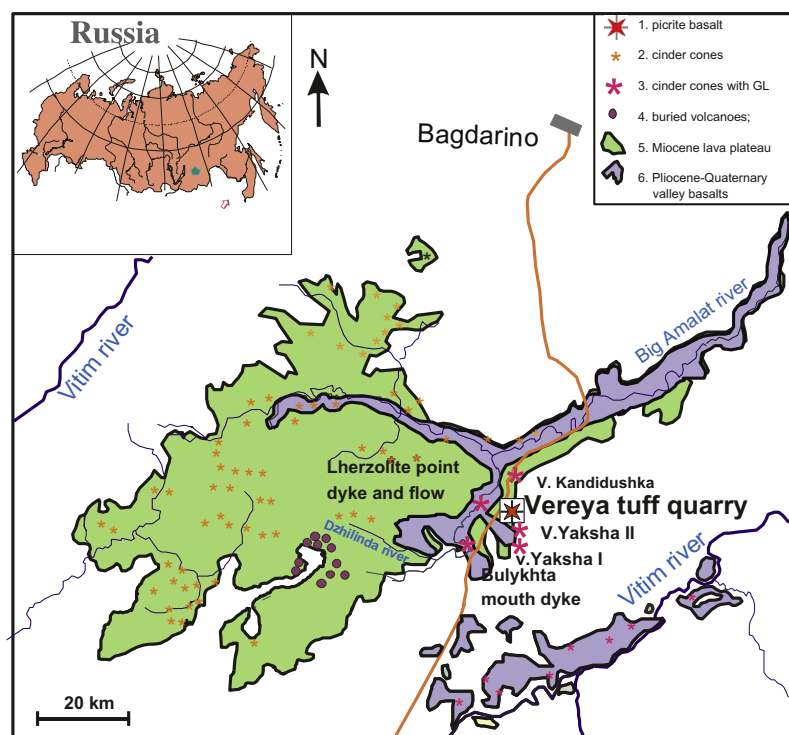 Russia
N
1. picrite basalt
2. cinder cones
3. cinder cones with GL
4. buried volcanoes;
5. Miocene lava plateau
6. Pliocene-Quaternary
valley basalts
Bagdarino
Vitim river
Big Amalat river
Lherzolite point
dyke and flow
V. Kandidushka
Vereya tuff quarry
Dzhilinda river
V.Yaksha II
v.Yaksha I
Bulykhta
mouth dyke
Vitim river
20 km